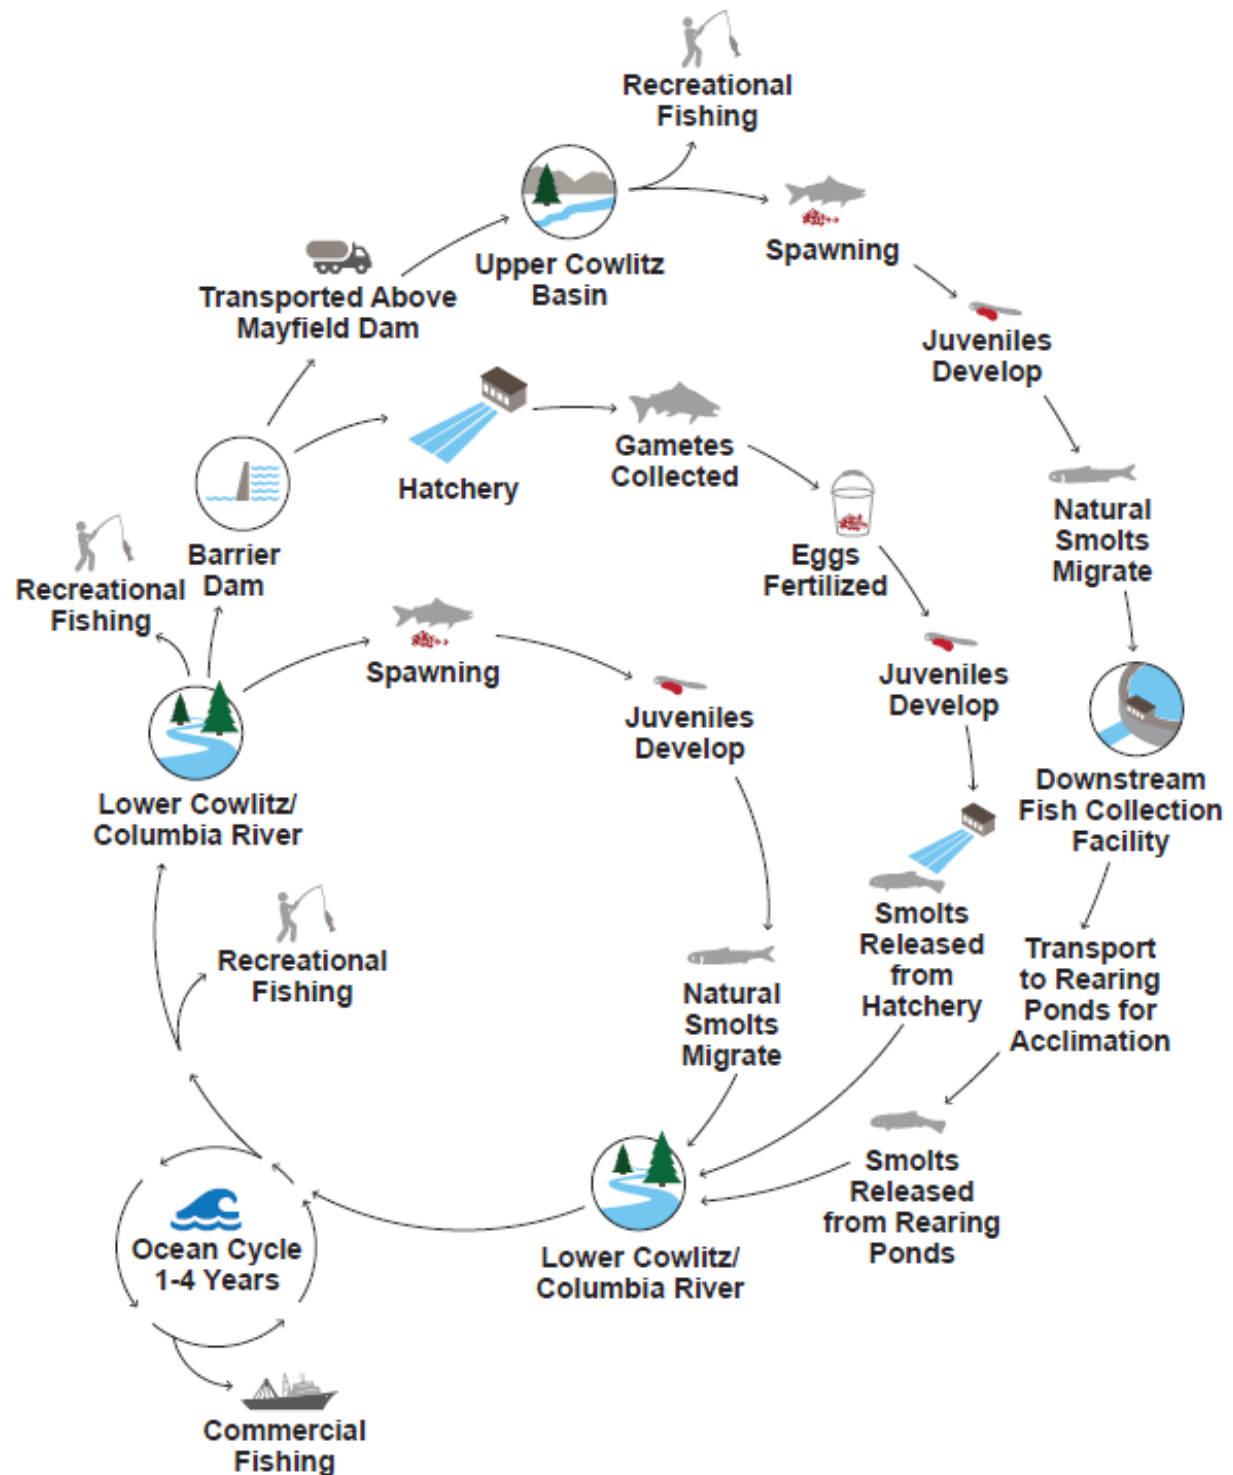 Recreational
Fishing
Upper Cowlitz
Basin
Spawning
Transported Above
Mayfield Dam
Juveniles
Develop
Hatchery
Gametes
Collected
Natural
Smolts
Migrate
Barrier
Dam
Eggs
Fertilized
Recreational
Fishing
Spawning
Juveniles
Develop
Juveniles
Develop
Downstream
Fish Collection
Facility
Lower Cowlitz/
Columbia River
Smolts
Released
from
Hatchery
Transport
to Rearing
Ponds for
Acclimation
Recreational
Fishing
Natural
Smolts
Migrate
Smolts
Released
from Rearing
Ponds
Ocean Cycle
1-4 Years
Lower Cowlitz/
Columbia River
Commercial
Fishing